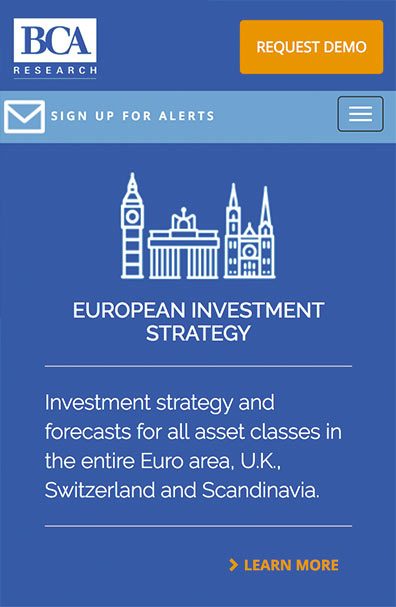 BCA
RESEARCH
REQUEST DEMO
SIGN UP FOR ALERTS
EUROPEAN INVESTMENT
STRATEGY
Investment strategy and
forecasts for all asset classes in
the entire Euro area, U.K.,
Switzerland and Scandinavia.
LEARN MORE